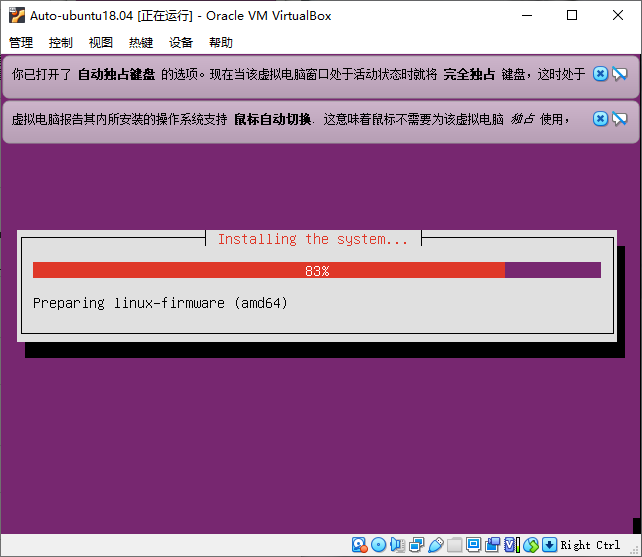 Auto-ubuntu18.04 [正在运行] - Oracle VM VirtualBox
管理 控制 视图 热键 设备 帮助
你已打开了 自动独占键盘 的选项。现在当该虚拟电脑窗口处于活动状态时就将 完全独占 键盘，这时处于
虚拟电脑报告其内所安装的操作系统支持 鼠标自动切换. 这意味着鼠标不需要为该虚拟电脑 独占 使用，
Installing the system...
83%
Preparing linux-firmware (amd64)
Right Ctrl